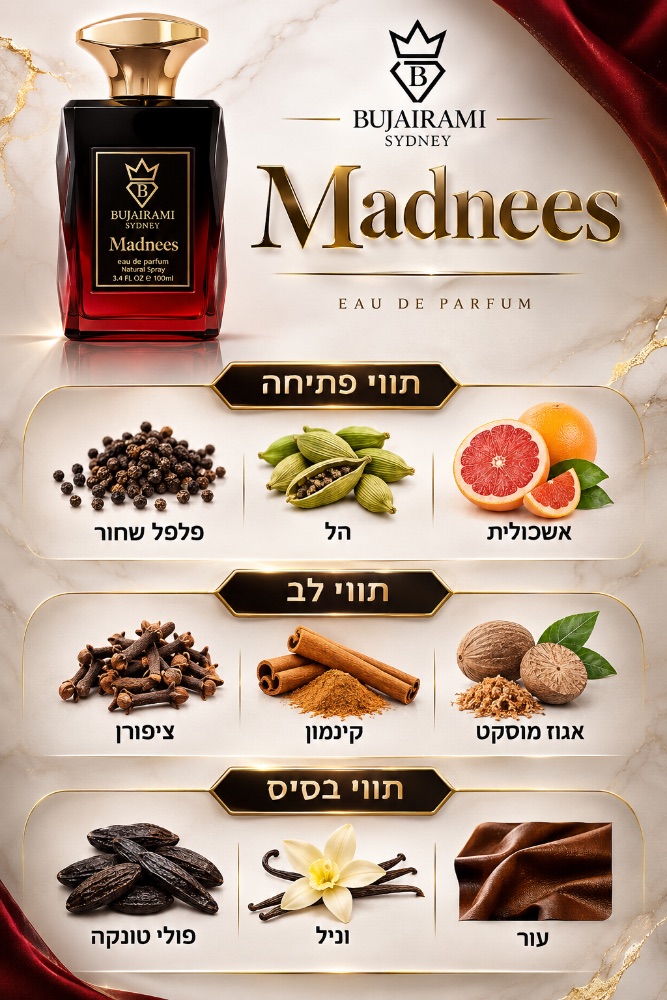 B
BUJAIRAMI
SYDNEY
Madnees
EAU DE PARFUM
B
BUJAIRAMI
SYDNEY
Madnees
eau de parfum
Natural Spray
3.4 FL OZ e 100ml
תווי פתיחה
אשכולית
הל
פלפל שחור
תווי לב
אגוז מוסקט
קינמון
ציפורן
תווי בסיס
עור
וניל
פולי טונקה